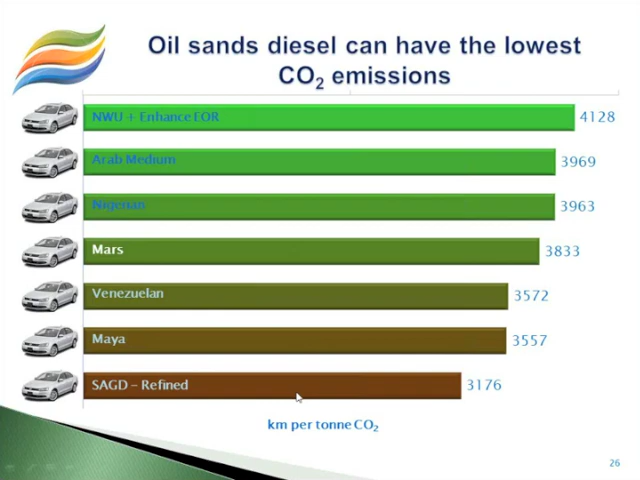 Oil sands diesel can have the lowest
CO₂ emissions
NWU + Enhance EOR 4128
Arab Medium 3969
Nigerian 3963
Mars 3833
Venezuelan 3572
Maya 3557
SAGD – Refined 3176
km per tonne CO₂
26